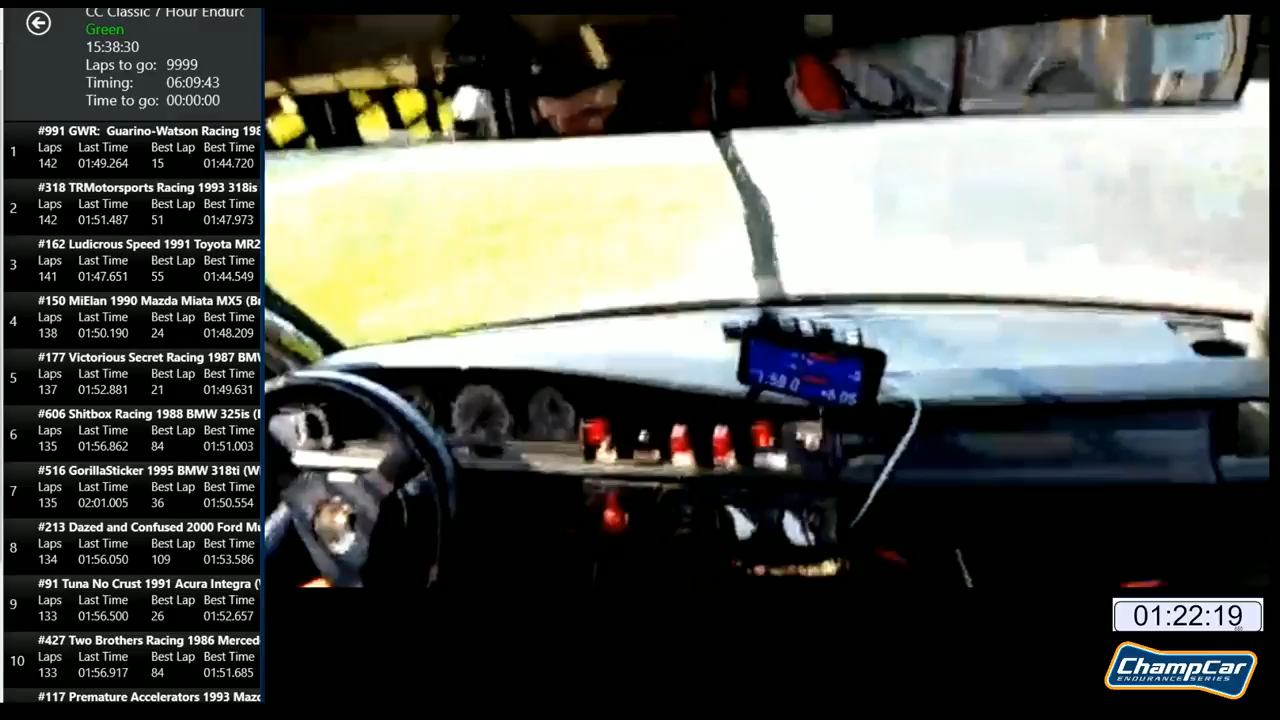 CC Classic 7 Hour Endurc
Green
15:38:30
Laps to go: 9999
Timing: 06:09:43
Time to go: 00:00:00
#991 GWR: Guarino-Watson Racing 198
Laps Last Time Best Lap Best Time
1 142 01:49.264 15 01:44.720
#318 TRMotorsports Racing 1993 318is
Laps Last Time Best Lap Best Time
2 142 01:51.487 51 01:47.973
#162 Ludicrous Speed 1991 Toyota MR2
Laps Last Time Best Lap Best Time
3 141 01:47.651 55 01:44.549
#150 MiElan 1990 Mazda Miata MX5 (Br
Laps Last Time Best Lap Best Time
4 138 01:50.190 24 01:48.209
#177 Victorious Secret Racing 1987 BMW
Laps Last Time Best Lap Best Time
5 137 01:52.881 21 01:49.631
#606 Shitbox Racing 1988 BMW 325is (
Laps Last Time Best Lap Best Time
6 135 01:56.862 84 01:51.003
#516 GorillaSticker 1995 BMW 318ti (W
Laps Last Time Best Lap Best Time
7 135 02:01.005 36 01:50.554
#213 Dazed and Confused 2000 Ford Mu
Laps Last Time Best Lap Best Time
8 134 01:56.050 109 01:53.586
#91 Tuna No Crust 1991 Acura Integra (
Laps Last Time Best Lap Best Time
9 133 01:56.500 26 01:52.657
#427 Two Brothers Racing 1986 Merced
Laps Last Time Best Lap Best Time
10 133 01:56.917 84 01:51.685
#117 Premature Accelerators 1993 Maz
01:22:19
ChampCar
ENDURANCE SERIES